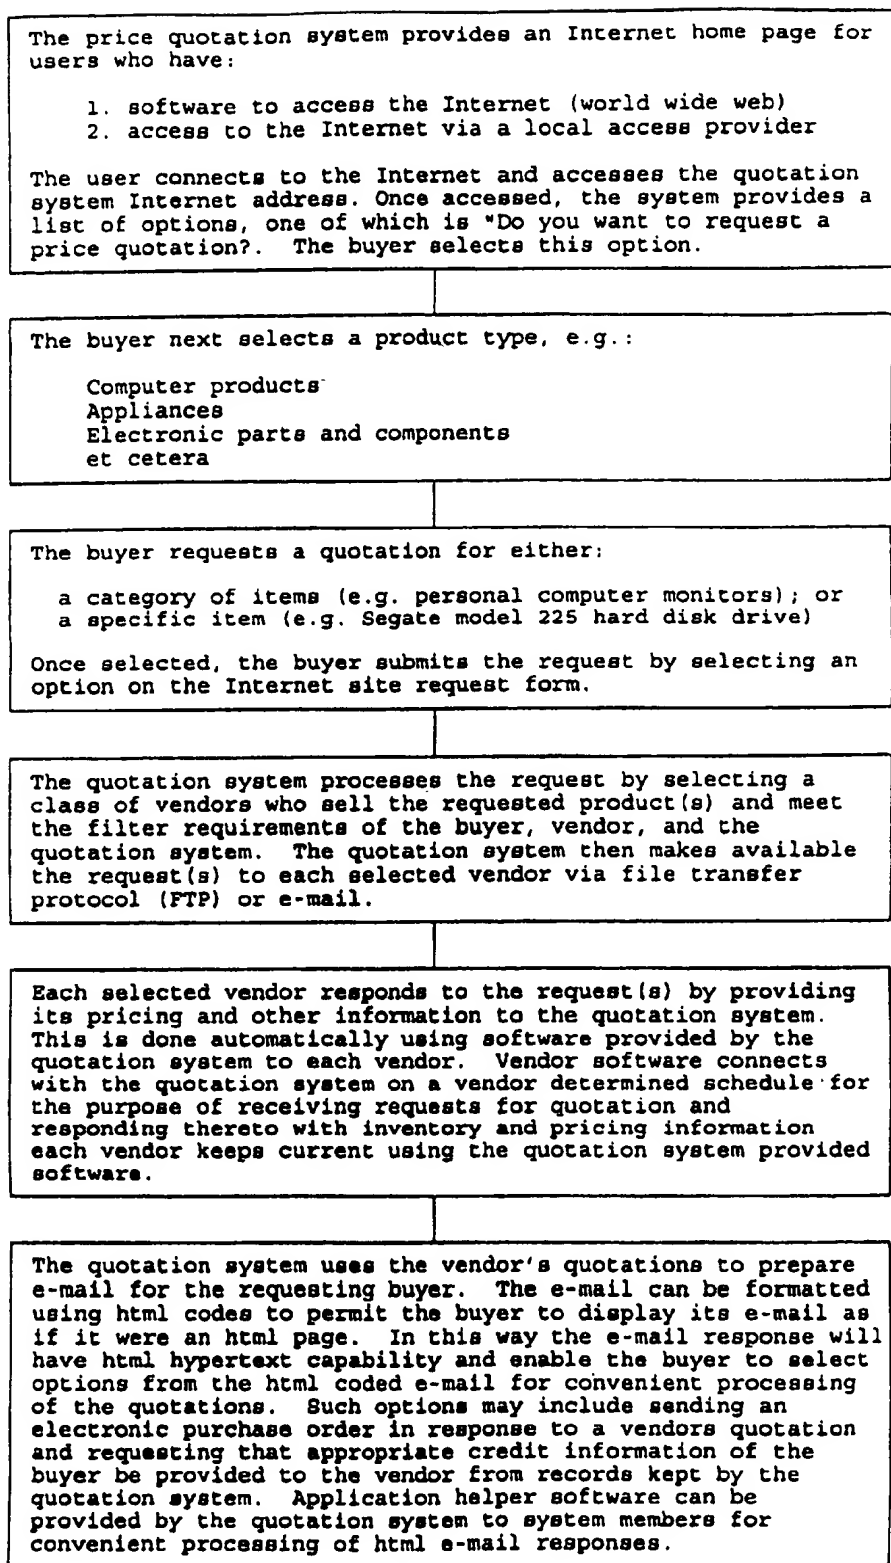 The price quotation system provides an Internet home page for
users who have:
1. software to access the Internet (world wide web)
2. access to the Internet via a local access provider
The user connects to the Internet and accesses the quotation
system Internet address. Once accessed, the system provides a
list of options, one of which is "Do you want to request a
price quotation?. The buyer selects this option.
The buyer next selects a product type, e.g.:
Computer products
Appliances
Electronic parts and components
et cetera
The buyer requests a quotation for either:
a category of items (e.g. personal computer monitors); or
a specific item (e.g. Segate model 225 hard disk drive)
Once selected, the buyer submits the request by selecting an
option on the Internet site request form.
The quotation system processes the request by selecting a
class of vendors who sell the requested product(s) and meet
the filter requirements of the buyer, vendor, and the
quotation system. The quotation system then makes available
the request(s) to each selected vendor via file transfer
protocol (FTP) or e-mail.
Each selected vendor responds to the request(s) by providing
its pricing and other information to the quotation system.
This is done automatically using software provided by the
quotation system to each vendor. Vendor software connects
with the quotation system on a vendor determined schedule for
the purpose of receiving requests for quotation and
responding thereto with inventory and pricing information
each vendor keeps current using the quotation system provided
software.
The quotation system uses the vendor's quotations to prepare
e-mail for the requesting buyer. The e-mail can be formatted
using html codes to permit the buyer to display its e-mail as
if it were an html page. In this way the e-mail response will
have html hypertext capability and enable the buyer to select
options from the html coded e-mail for convenient processing
of the quotations. Such options may include sending an
electronic purchase order in response to a vendors quotation
and requesting that appropriate credit information of the
buyer be provided to the vendor from records kept by the
quotation system. Application helper software can be
provided by the quotation system to system members for
convenient processing of html e-mail responses.